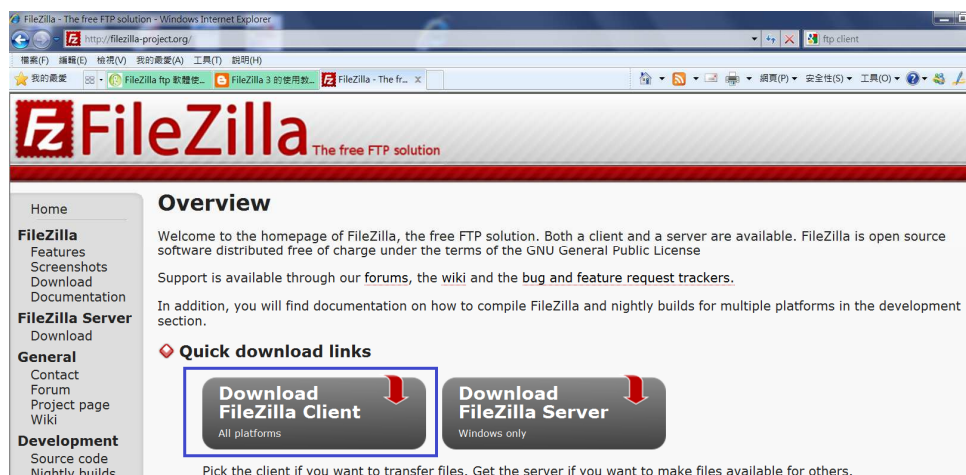 FileZilla - The free FTP solution - Windows Internet Explorer
http://filezilla-project.org/
ftp client
檔案(F) 編輯(E) 檢視(V) 我的最愛(A) 工具(T) 說明(H)
我的最愛
FileZilla ftp 軟體使...
FileZilla 3 的使用教...
FileZilla - The fr...
網頁(P) 安全性(S) 工具(O)
FZ FileZilla The free FTP solution
Home
FileZilla
Features
Screenshots
Download
Documentation
FileZilla Server
Download
General
Contact
Forum
Project page
Wiki
Development
Source code
Nightly builds
Overview
Welcome to the homepage of FileZilla, the free FTP solution. Both a client and a server are available. FileZilla is open source
software distributed free of charge under the terms of the GNU General Public License
Support is available through our forums, the wiki and the bug and feature request trackers.
In addition, you will find documentation on how to compile FileZilla and nightly builds for multiple platforms in the development
section.
Quick download links
Download
FileZilla Client
All platforms
Download
FileZilla Server
Windows only
Pick the client if you want to transfer files. Get the server if you want to make files available for others.